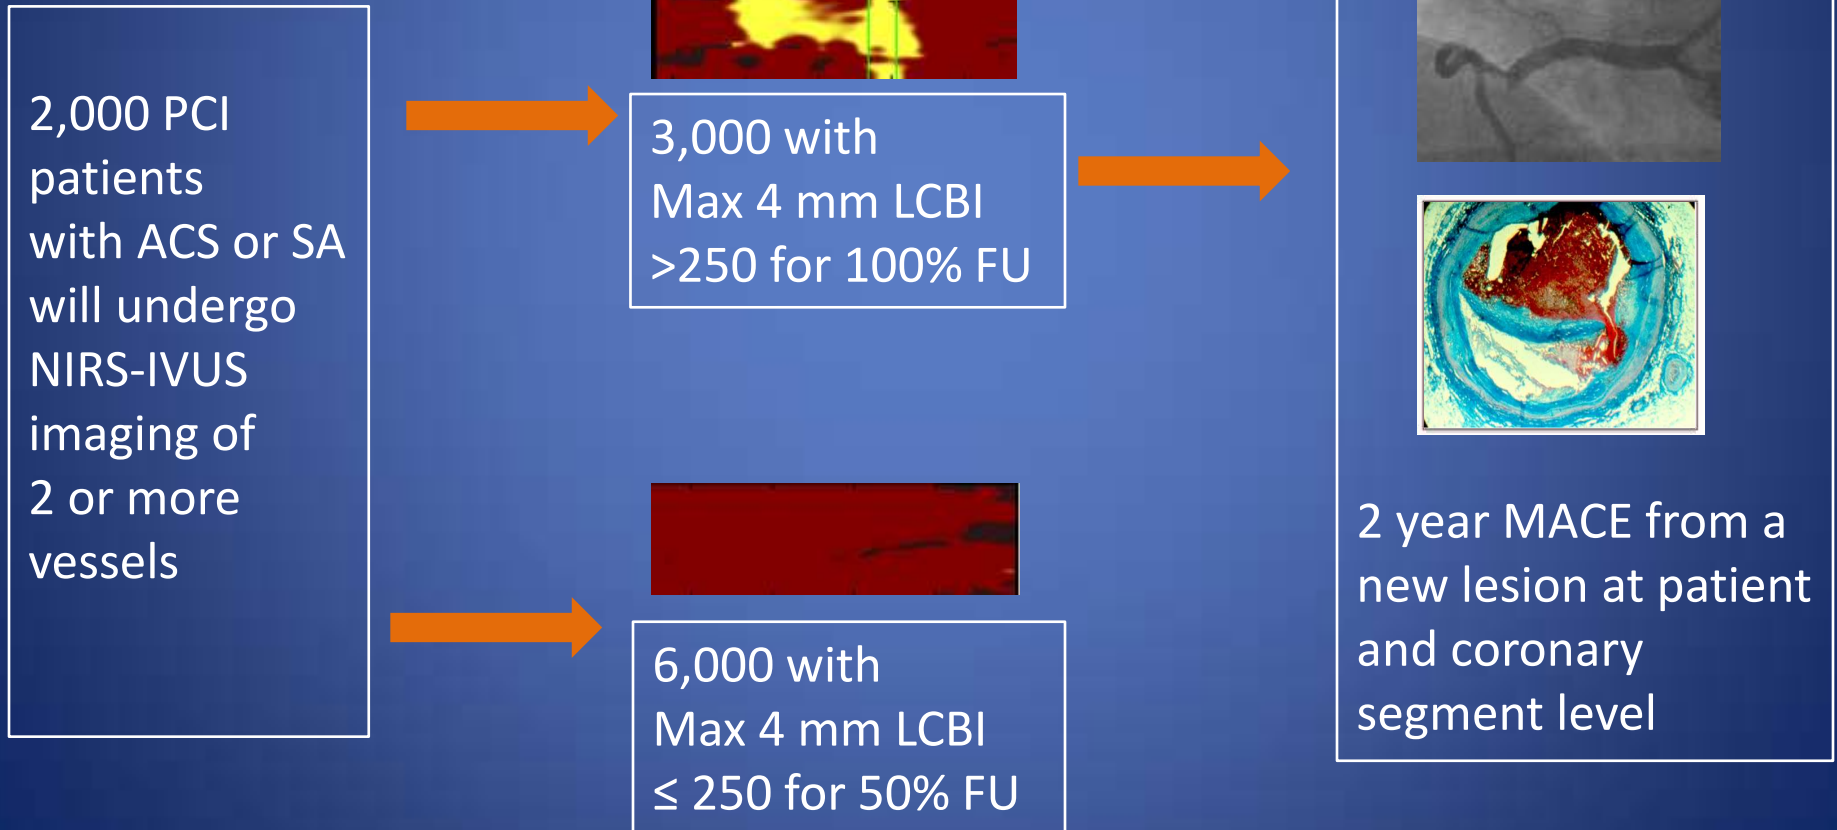 2,000 PCI
patients
with ACS or SA
will undergo
NIRS-IVUS
imaging of
2 or more
vessels
3,000 with
Max 4 mm LCBI
>250 for 100% FU
6,000 with
Max 4 mm LCBI
≤ 250 for 50% FU
2 year MACE from a
new lesion at patient
and coronary
segment level